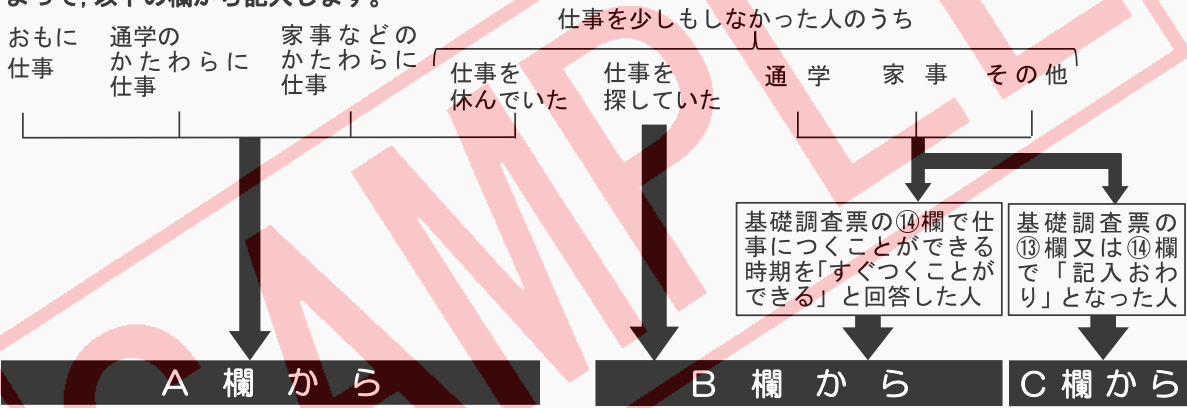 よって，以下の欄から記入します。
仕事を少しもしなかった人のうち
おもに
仕事
通学の
かたわらに
仕事
家事などの
かたわらに
仕事
仕事を
休んでいた
仕事を
探していた
通学
家事
その他
基礎調査票の⑭欄で仕
事につくことができる
時期を「すぐつくことが
できる」と回答した人
基礎調査票の
⑬欄又は⑭欄
で「記入おわ
り」となった人
A欄から
B欄から
C欄から
SAMPLE